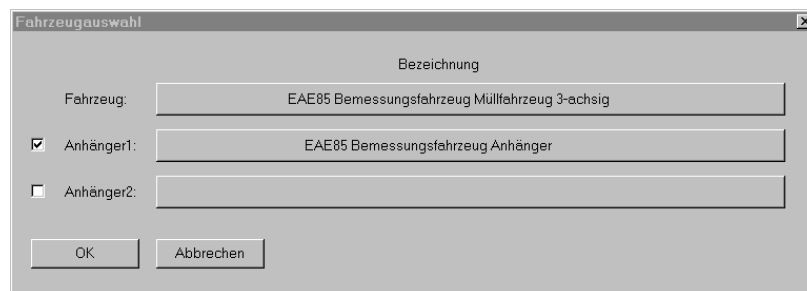 Fahrzeugauswahl
Bezeichnung
Fahrzeug: EAE85 Bemessungsfahrzeug Müllfahrzeug 3-achsig
Anhänger1: EAE85 Bemessungsfahrzeug Anhänger
Anhänger2:
OK Abbrechen